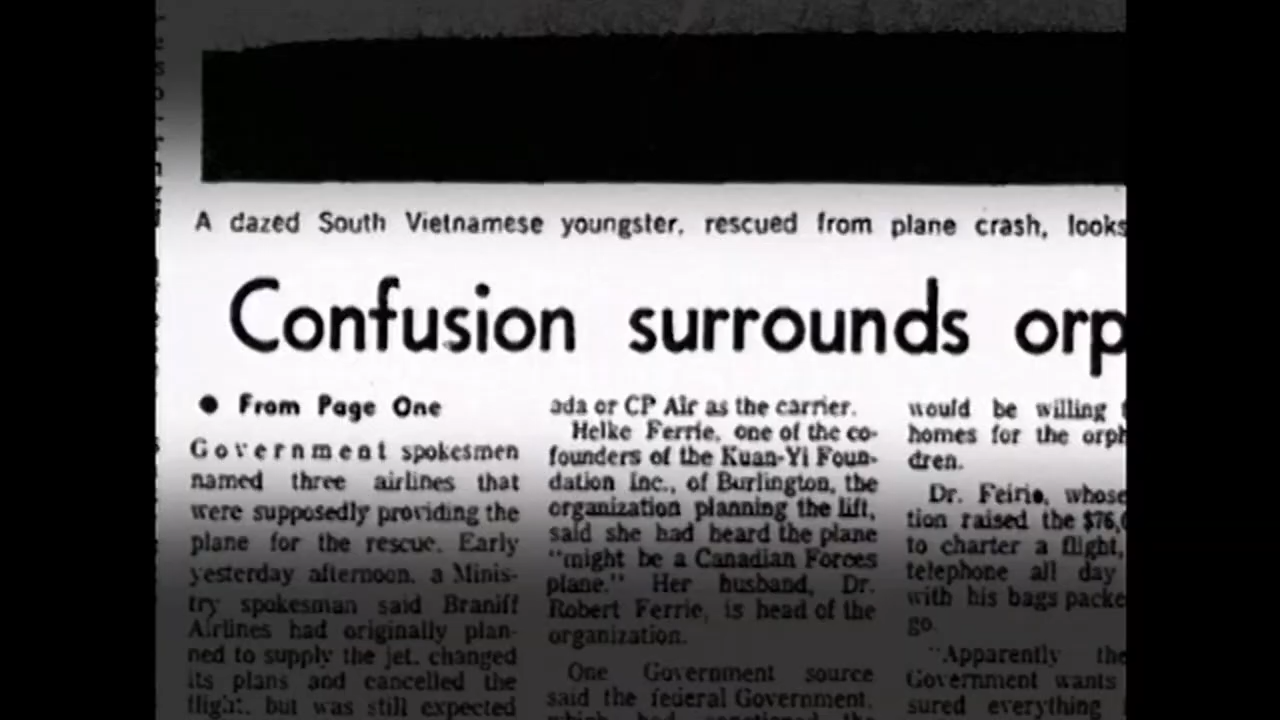 A dazed South Vietnamese youngster, rescued from plane crash, looks
Confusion surrounds orp
● From Page One
Government spokesmen
named three airlines that
were supposedly providing the
plane for the rescue. Early
yesterday afternoon, a Minis-
try spokesman said Braniff
Airlines had originally plan-
ned to supply the jet, changed
its plans and cancelled the
flight, but was still expected
ada or CP Air as the carrier.
Helke Ferrie, one of the co-
founders of the Kuan-Yi Foun-
dation Inc., of Burlington, the
organization planning the lift,
said she had heard the plane
"might be a Canadian Forces
plane." Her husband, Dr.
Robert Ferrie, is head of the
organization.
One Government source
said the federal Government,
which had sanctioned the
would be willing
homes for the orph
dren.
Dr. Feirie, whose
tion raised the $76,
to charter a flight,
telephone all day
with his bags packe
go.
"Apparently the
Government wants
sured everything